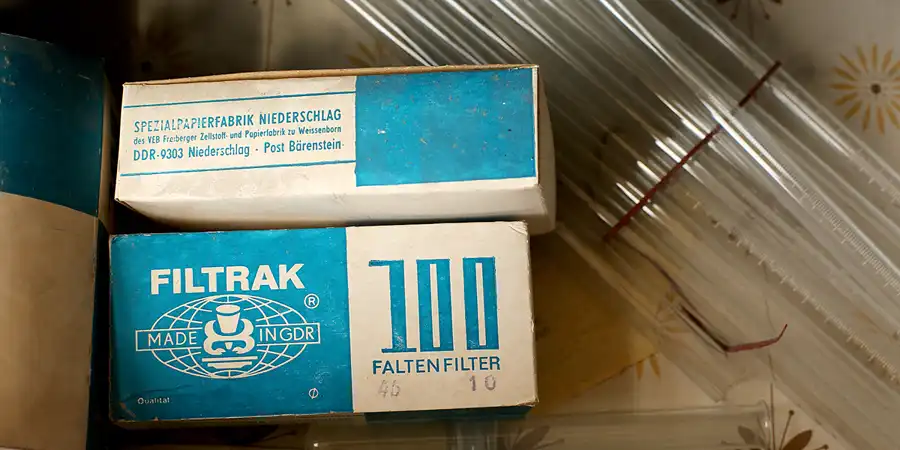 SPEZIALPAPIERFABRIK NIEDERSCHLAG
des VEB Freiberger Zellstoff- und Papierfabrik zu Weissenborn
DDR-9303 Niederschlag · Post Bärenstein
FILTRAK
®
MADE IN GDR
Qualität
Ø
100
FALTENFILTER
46
10